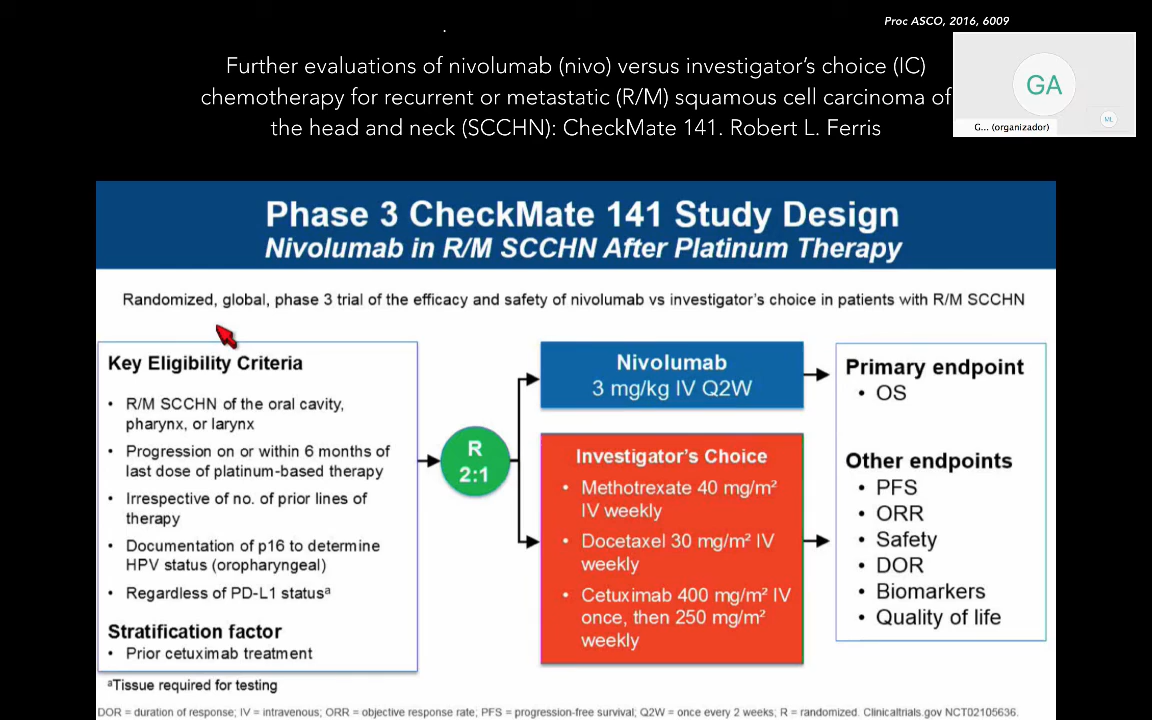 Proc ASCO, 2016, 6009
Further evaluations of nivolumab (nivo) versus investigator's choice (IC)
chemotherapy for recurrent or metastatic (R/M) squamous cell carcinoma of
the head and neck (SCCHN): CheckMate 141. Robert L. Ferris
GA
G... (organizador)
ML
Phase 3 CheckMate 141 Study Design
Nivolumab in R/M SCCHN After Platinum Therapy
Randomized, global, phase 3 trial of the efficacy and safety of nivolumab vs investigator's choice in patients with R/M SCCHN
Key Eligibility Criteria
• R/M SCCHN of the oral cavity,
pharynx, or larynx
• Progression on or within 6 months of
last dose of platinum-based therapy
• Irrespective of no. of prior lines of
therapy
• Documentation of p16 to determine
HPV status (oropharyngeal)
• Regardless of PD-L1 statusᵃ
Stratification factor
• Prior cetuximab treatment
ᵃTissue required for testing
R
2:1
Nivolumab
3 mg/kg IV Q2W
Investigator's Choice
• Methotrexate 40 mg/m²
IV weekly
• Docetaxel 30 mg/m² IV
weekly
• Cetuximab 400 mg/m² IV
once, then 250 mg/m²
weekly
Primary endpoint
• OS
Other endpoints
• PFS
• ORR
• Safety
• DOR
• Biomarkers
• Quality of life
DOR = duration of response; IV = intravenous; ORR = objective response rate; PFS = progression-free survival; Q2W = once every 2 weeks; R = randomized. Clinicaltrials.gov NCT02105636.